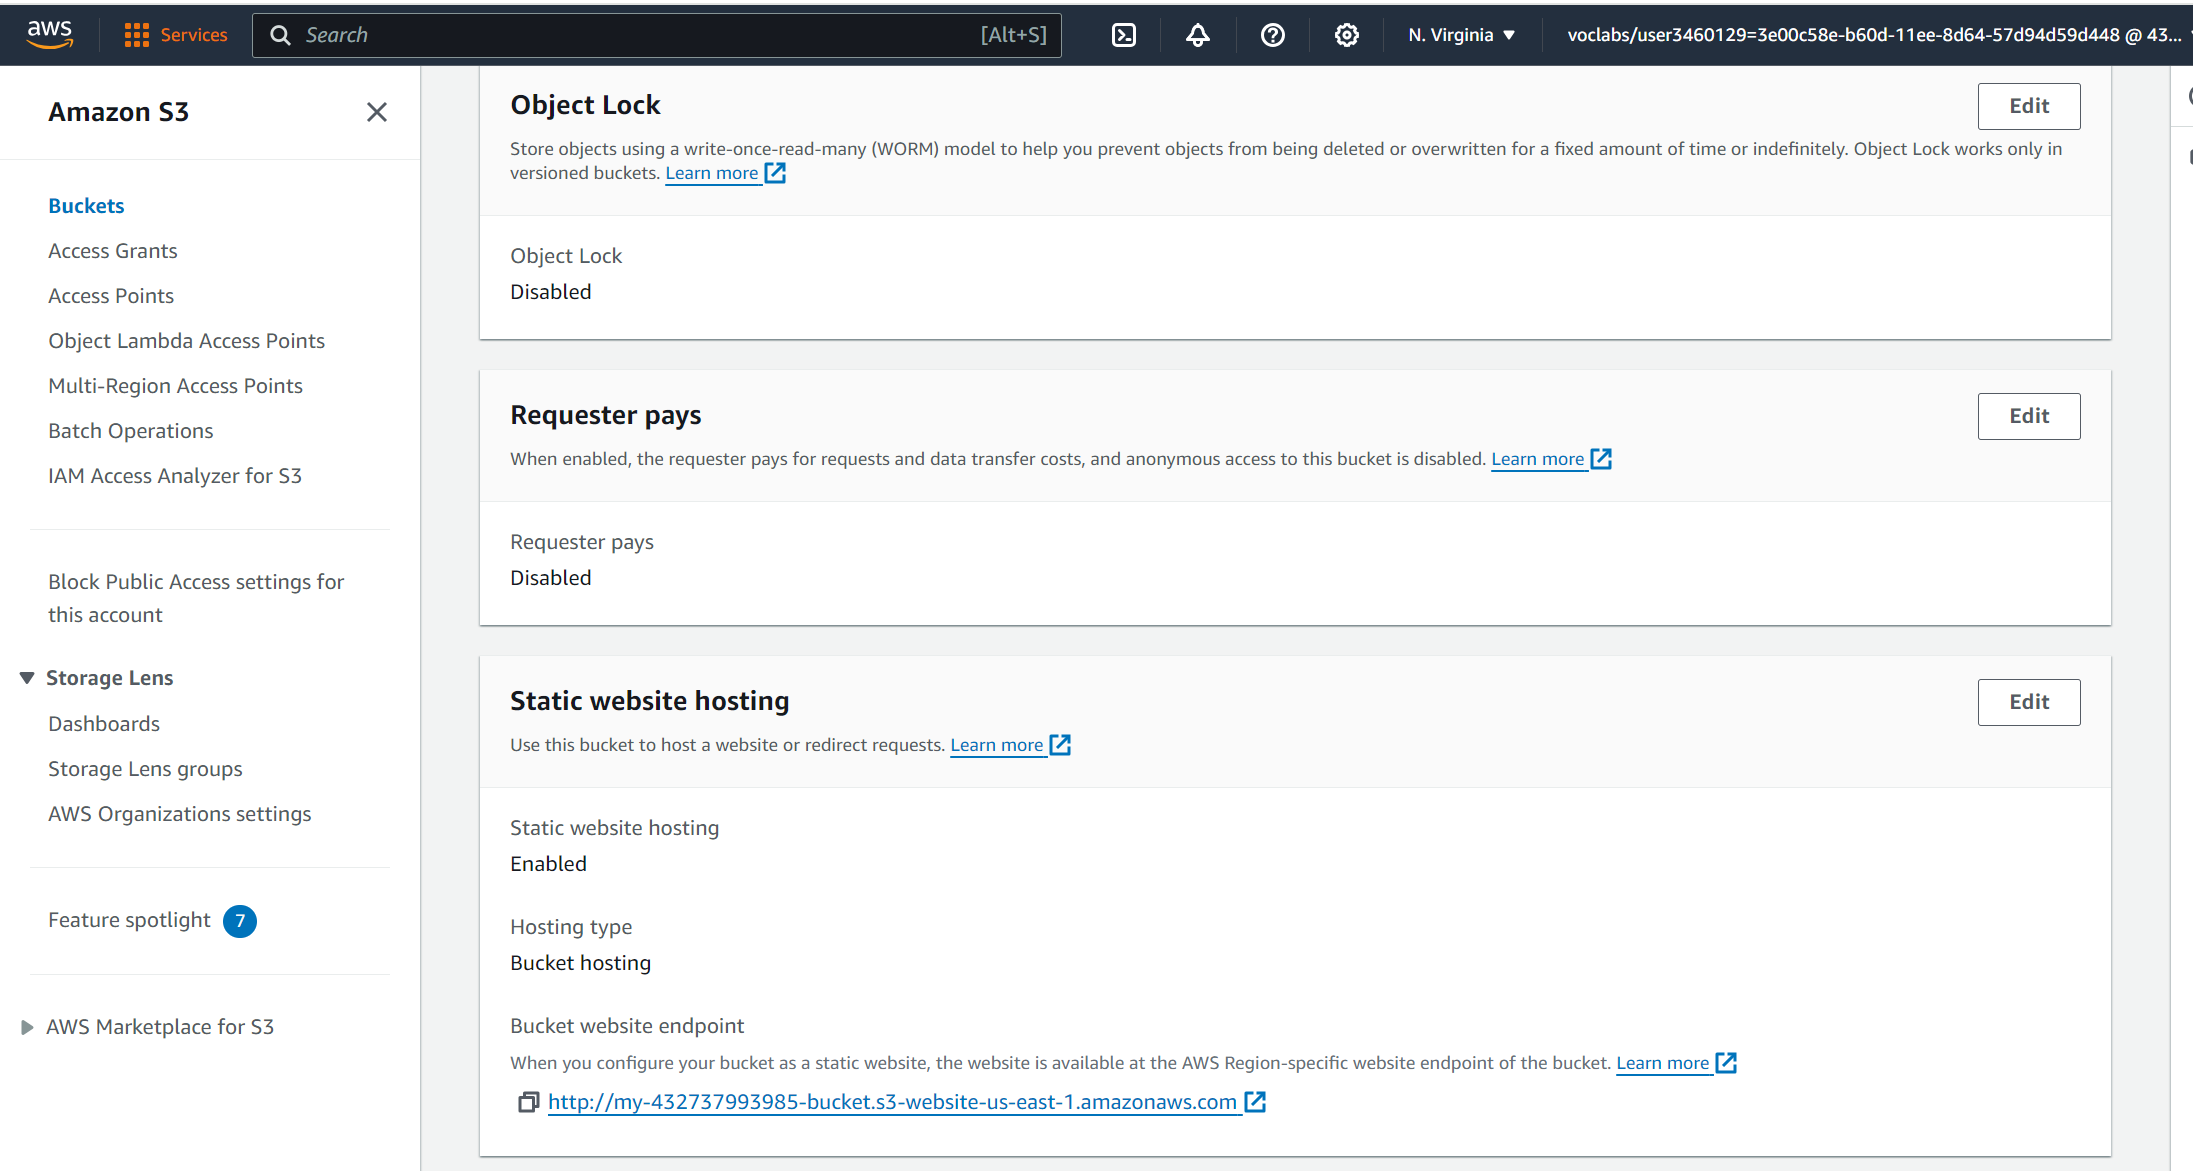 aws
Services
Search
[Alt+S]
N. Virginia
voclabs/user3460129=3e00c58e-b60d-11ee-8d64-57d94d59d448 @ 43...
Amazon S3
Buckets
Access Grants
Access Points
Object Lambda Access Points
Multi-Region Access Points
Batch Operations
IAM Access Analyzer for S3
Block Public Access settings for
this account
Storage Lens
Dashboards
Storage Lens groups
AWS Organizations settings
Feature spotlight 7
AWS Marketplace for S3
Object Lock
Edit
Store objects using a write-once-read-many (WORM) model to help you prevent objects from being deleted or overwritten for a fixed amount of time or indefinitely. Object Lock works only in
versioned buckets. Learn more
Object Lock
Disabled
Requester pays
Edit
When enabled, the requester pays for requests and data transfer costs, and anonymous access to this bucket is disabled. Learn more
Requester pays
Disabled
Static website hosting
Edit
Use this bucket to host a website or redirect requests. Learn more
Static website hosting
Enabled
Hosting type
Bucket hosting
Bucket website endpoint
When you configure your bucket as a static website, the website is available at the AWS Region-specific website endpoint of the bucket. Learn more
http://my-432737993985-bucket.s3-website-us-east-1.amazonaws.com